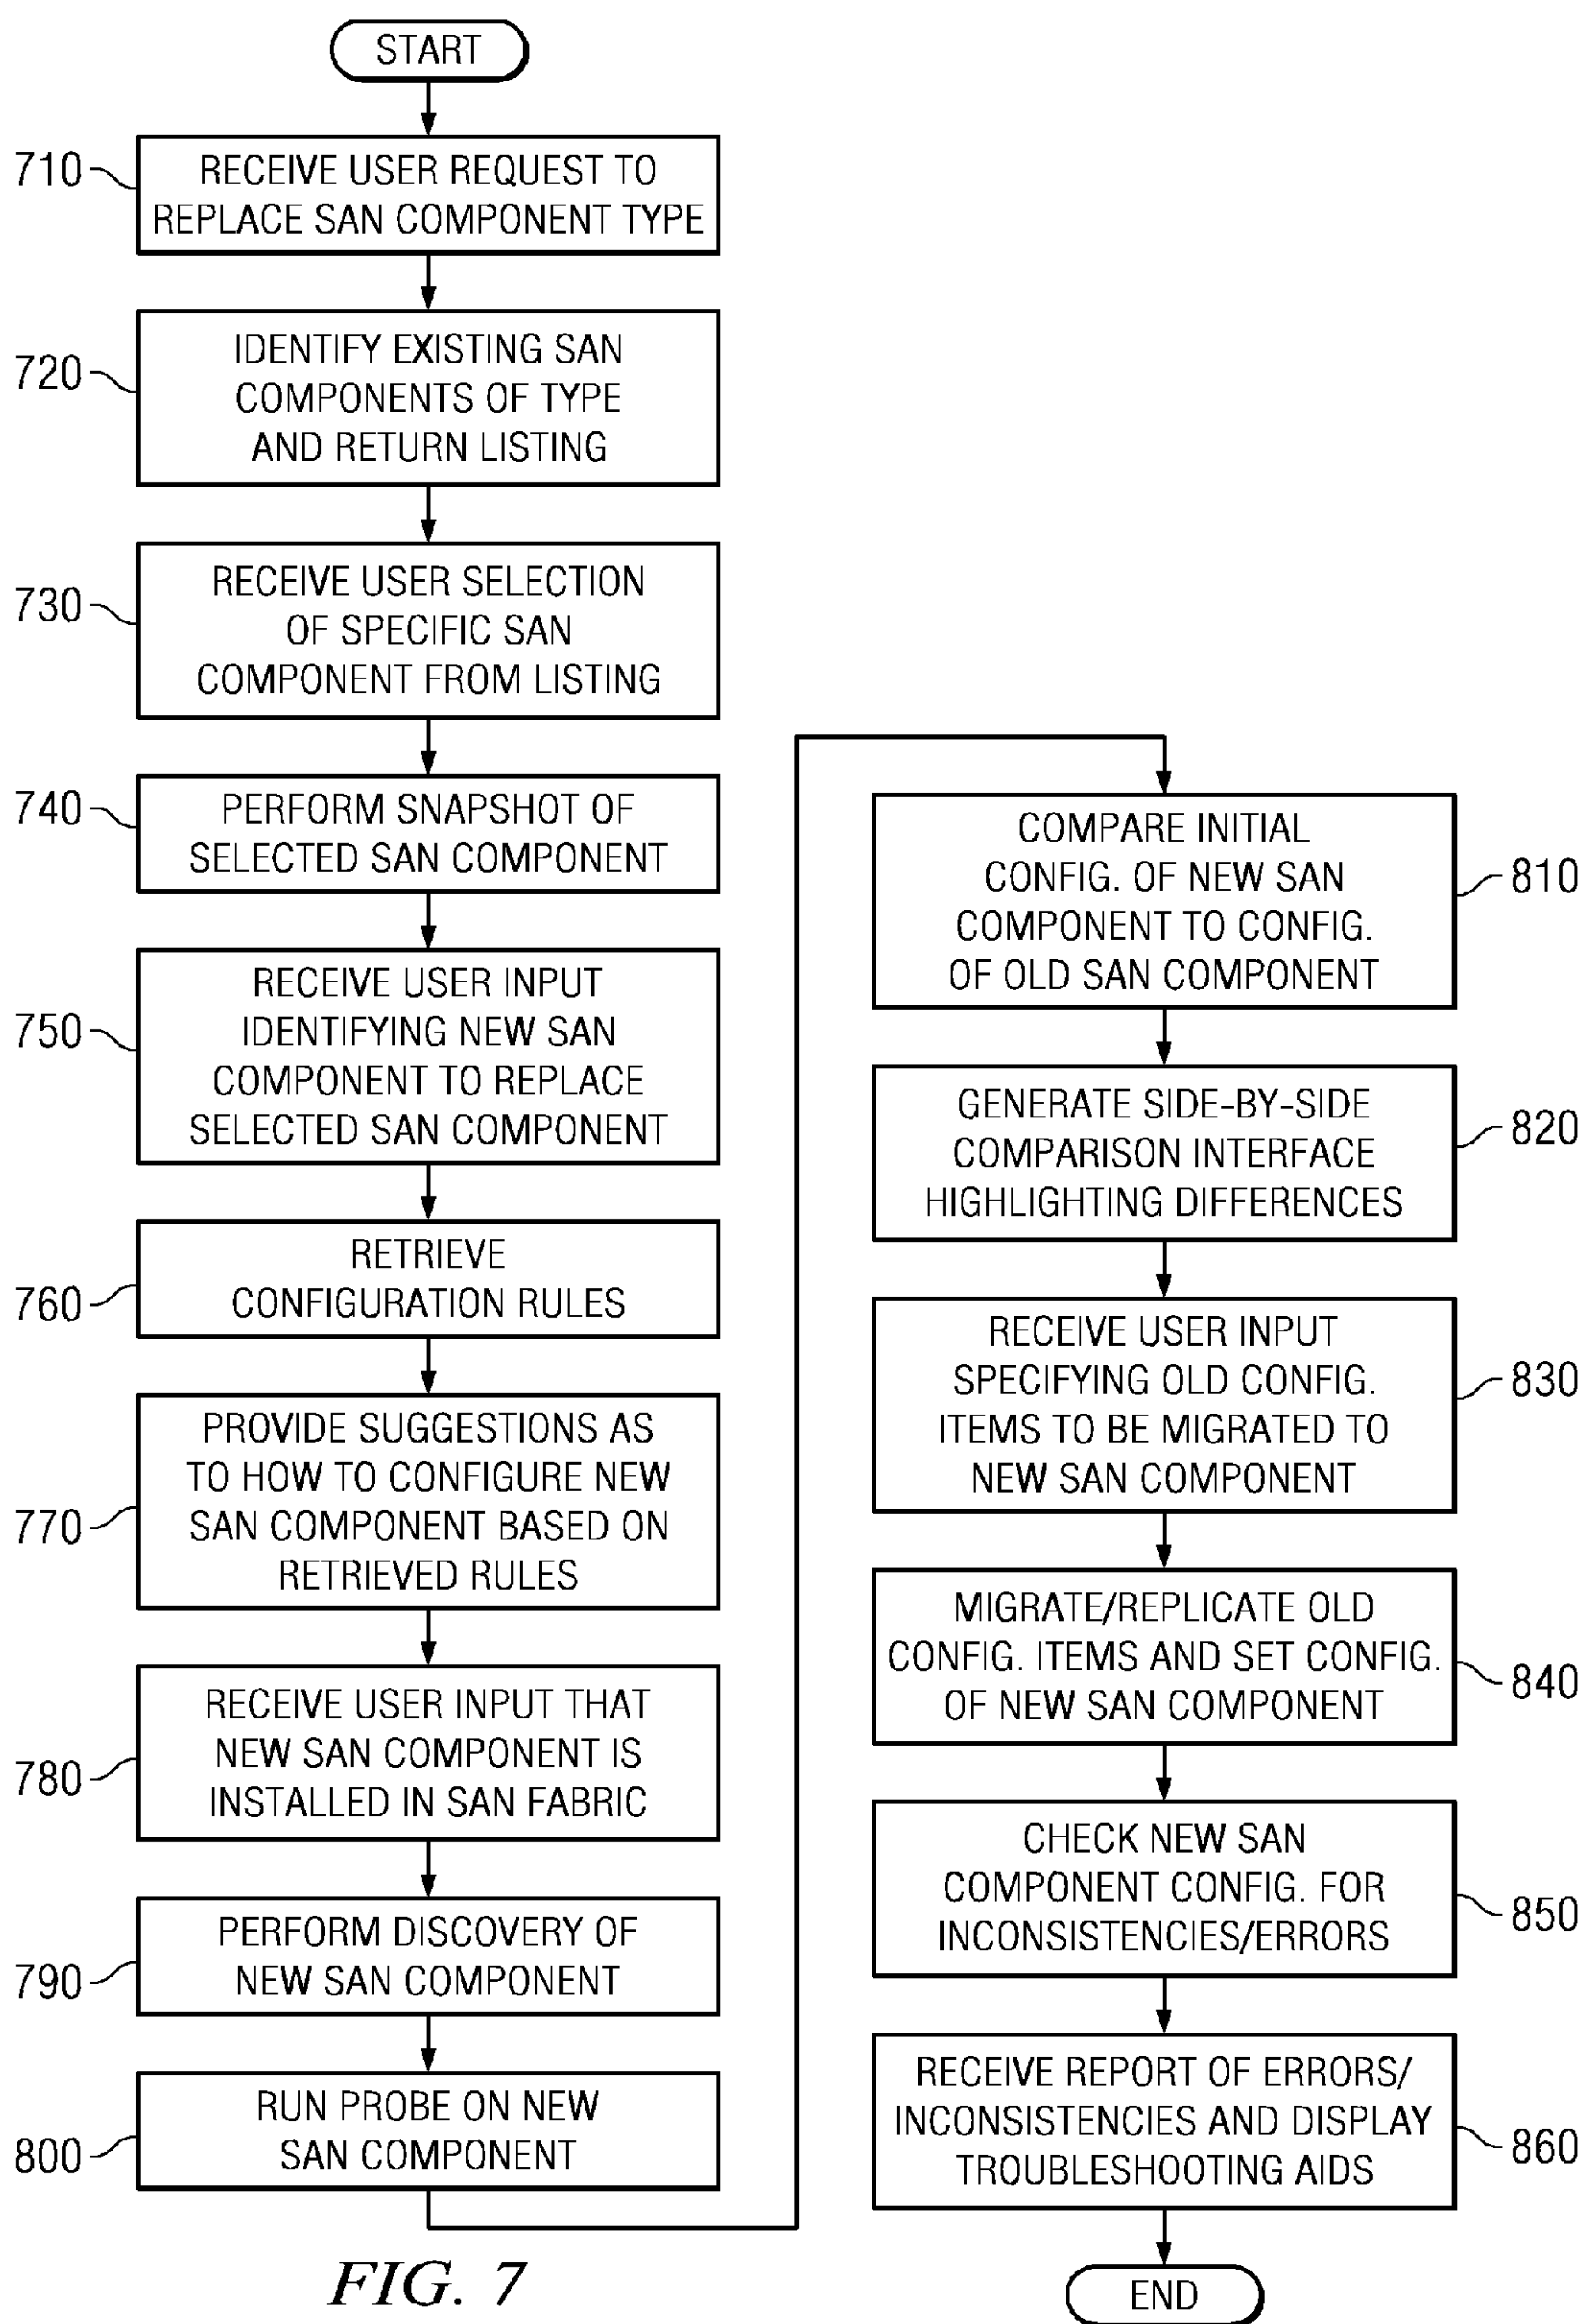 START
710
RECEIVE USER REQUEST TO
REPLACE SAN COMPONENT TYPE
720
IDENTIFY EXISTING SAN
COMPONENTS OF TYPE
AND RETURN LISTING
730
RECEIVE USER SELECTION
OF SPECIFIC SAN
COMPONENT FROM LISTING
740
PERFORM SNAPSHOT OF
SELECTED SAN COMPONENT
750
RECEIVE USER INPUT
IDENTIFYING NEW SAN
COMPONENT TO REPLACE
SELECTED SAN COMPONENT
760
RETRIEVE
CONFIGURATION RULES
770
PROVIDE SUGGESTIONS AS
TO HOW TO CONFIGURE NEW
SAN COMPONENT BASED ON
RETRIEVED RULES
780
RECEIVE USER INPUT THAT
NEW SAN COMPONENT IS
INSTALLED IN SAN FABRIC
790
PERFORM DISCOVERY OF
NEW SAN COMPONENT
800
RUN PROBE ON NEW
SAN COMPONENT
COMPARE INITIAL
CONFIG. OF NEW SAN
COMPONENT TO CONFIG.
OF OLD SAN COMPONENT
810
GENERATE SIDE-BY-SIDE
COMPARISON INTERFACE
HIGHLIGHTING DIFFERENCES
820
RECEIVE USER INPUT
SPECIFYING OLD CONFIG.
ITEMS TO BE MIGRATED TO
NEW SAN COMPONENT
830
MIGRATE/REPLICATE OLD
CONFIG. ITEMS AND SET CONFIG.
OF NEW SAN COMPONENT
840
CHECK NEW SAN
COMPONENT CONFIG. FOR
INCONSISTENCIES/ERRORS
850
RECEIVE REPORT OF ERRORS/
INCONSISTENCIES AND DISPLAY
TROUBLESHOOTING AIDS
860
END
FIG. 7